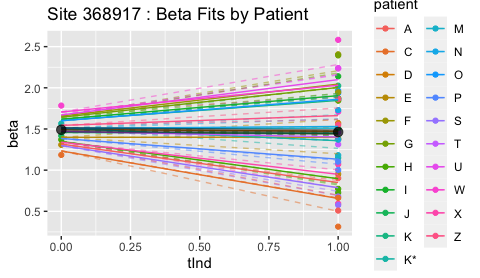 Site 368917 : Beta Fits by Patient
patient
2.5
2.0
1.5
1.0
0.5
beta
0.00
0.25
0.50
0.75
1.00
tInd
A
C
D
E
F
G
H
I
J
K
K*
M
N
O
P
S
T
U
W
X
Z